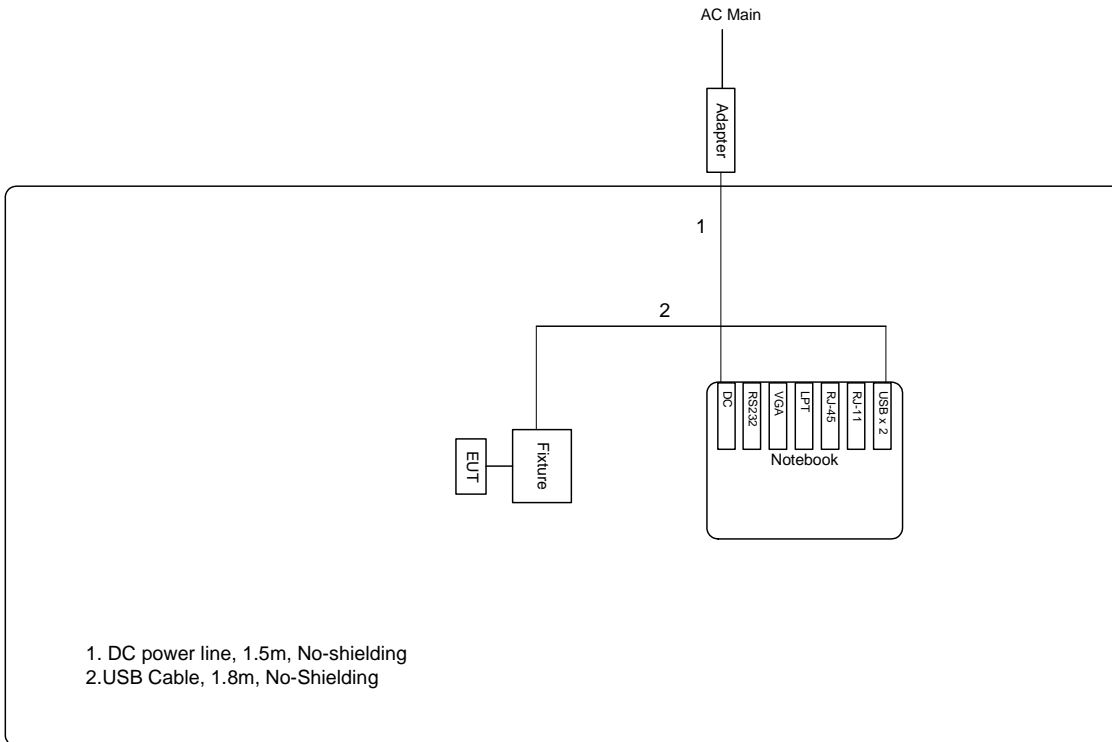 AC Main
Adapter
1
2
DC
RS232
VGA
LPT
RJ-45
RJ-11
USB x 2
Notebook
EUT
Fixture
1. DC power line, 1.5m, No-shielding
2.USB Cable, 1.8m, No-Shielding